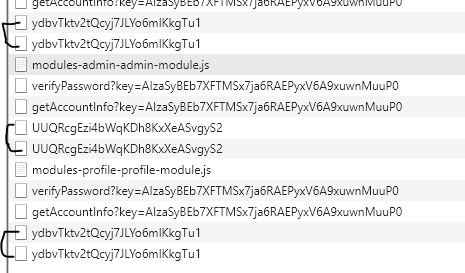 getAccountInfo?key=AIzaSyBEb7XFTMSx7ja6RAEPyxV6A9xuwnMuuP0
ydbvTktv2tQcyj7JLYo6mIKkgTu1
ydbvTktv2tQcyj7JLYo6mIKkgTu1
modules-admin-admin-module.js
verifyPassword?key=AIzaSyBEb7XFTMSx7ja6RAEPyxV6A9xuwnMuuP0
getAccountInfo?key=AIzaSyBEb7XFTMSx7ja6RAEPyxV6A9xuwnMuuP0
UUQRcgEzi4bWqKDh8KxXeASvgyS2
UUQRcgEzi4bWqKDh8KxXeASvgyS2
modules-profile-profile-module.js
verifyPassword?key=AIzaSyBEb7XFTMSx7ja6RAEPyxV6A9xuwnMuuP0
getAccountInfo?key=AIzaSyBEb7XFTMSx7ja6RAEPyxV6A9xuwnMuuP0
ydbvTktv2tQcyj7JLYo6mIKkgTu1
ydbvTktv2tQcyj7JLYo6mIKkgTu1